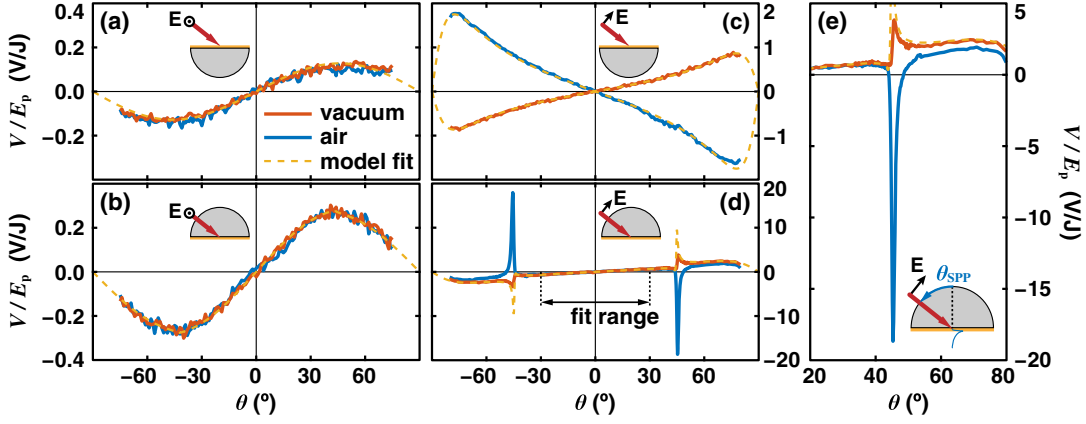 (a)
E
0.4
0.2
0.0
−0.2
V / Eₚ (V/J)
vacuum
air
model fit
(b)
E
0.4
0.2
0.0
−0.2
−0.4
V / Eₚ (V/J)
−60 −30 0 30 60
θ (º)
(c)
E
2
1
0
−1
(d)
E
20
10
0
−10
−20
fit range
−60 −30 0 30 60
θ (º)
(e)
5
0
−5
−10
−15
−20
V / Eₚ (V/J)
E
θSPP
20 40 60 80
θ (º)